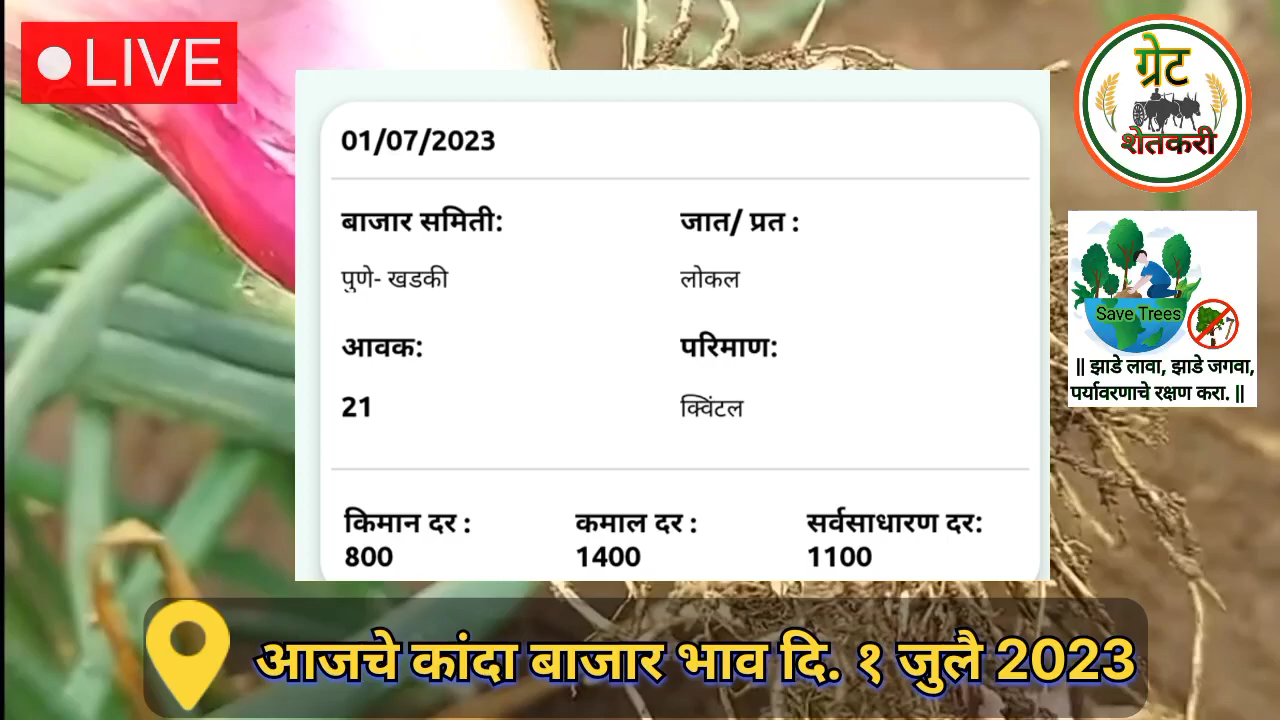 LIVE
ग्रेट
शेतकरी
01/07/2023
बाजार समिती:
जात/ प्रत :
पुणे- खडकी
लोकल
आवक:
परिमाण:
21
क्विंटल
किमान दर :
कमाल दर :
सर्वसाधारण दर:
800
1400
1100
Save Trees
|| झाडे लावा, झाडे जगवा,
पर्यावरणाचे रक्षण करा. ||
आजचे कांदा बाजार भाव दि. १ जुलै 2023